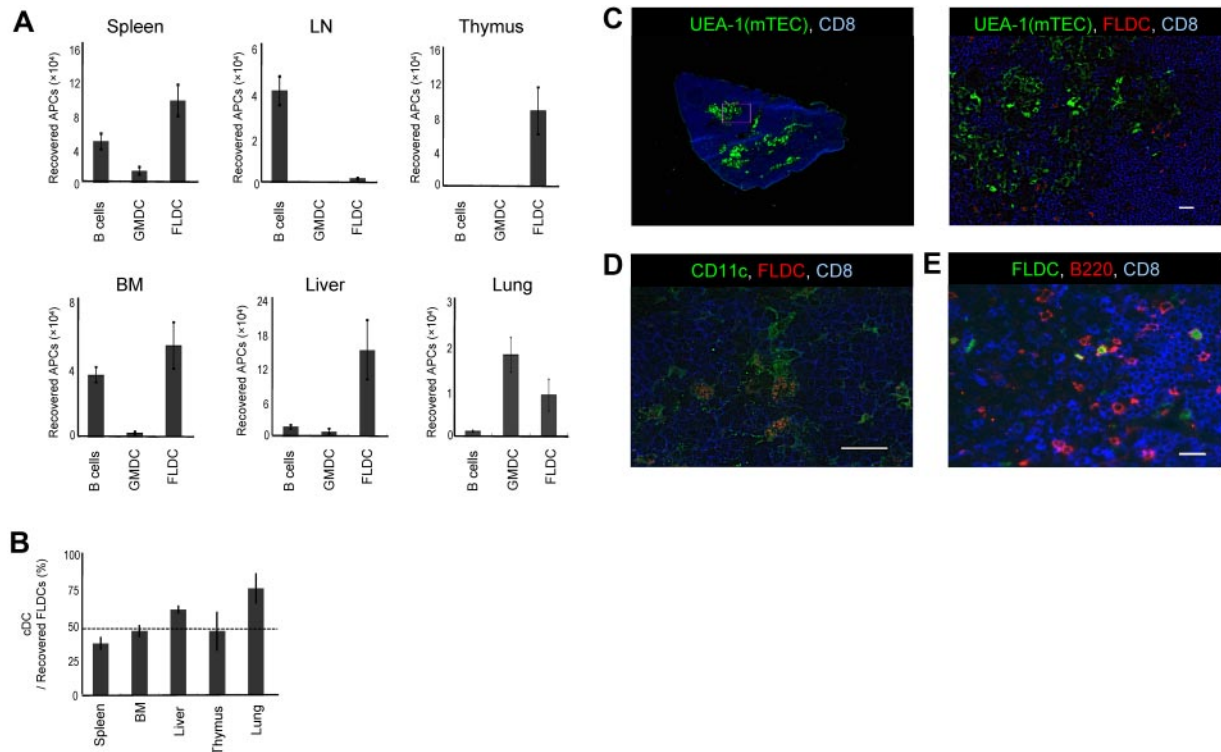 A
Spleen
LN
Thymus
Recovered APCs (×10⁴)
16
12
8
4
0
B cells
GMDC
FLDC
Recovered APCs (×10⁴)
6
4
2
0
B cells
GMDC
FLDC
Recovered APCs (×10⁴)
16
12
8
4
0
B cells
GMDC
FLDC
BM
Liver
Lung
Recovered APCs (×10⁴)
8
4
0
B cells
GMDC
FLDC
Recovered APCs (×10⁴)
24
18
12
6
0
B cells
GMDC
FLDC
Recovered APCs (×10⁴)
3
2
1
0
B cells
GMDC
FLDC
B
cDC
/ Recovered FLDCs (%)
100
75
50
25
0
Spleen
BM
Liver
Thymus
Lung
C
UEA-1(mTEC), CD8
UEA-1(mTEC), FLDC, CD8
D
CD11c, FLDC, CD8
E
FLDC, B220, CD8